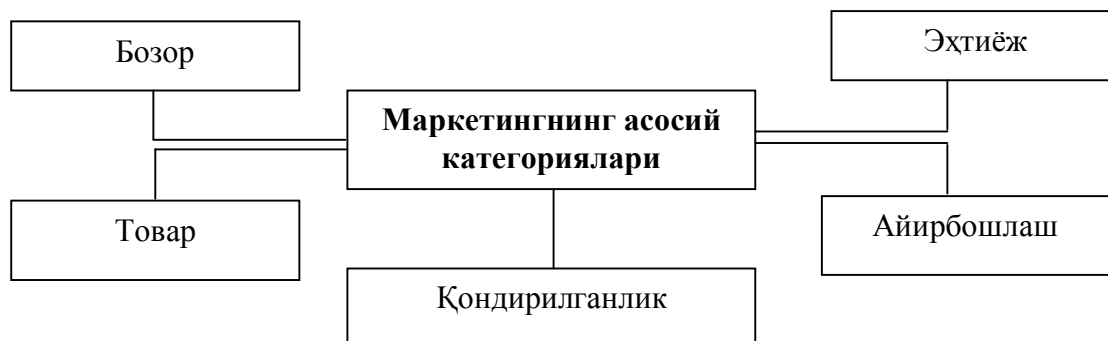 Бозор
Эҳтиёж
Маркетингнинг асосий
категориялари
Товар
Айирбошлаш
Қондирилганлик